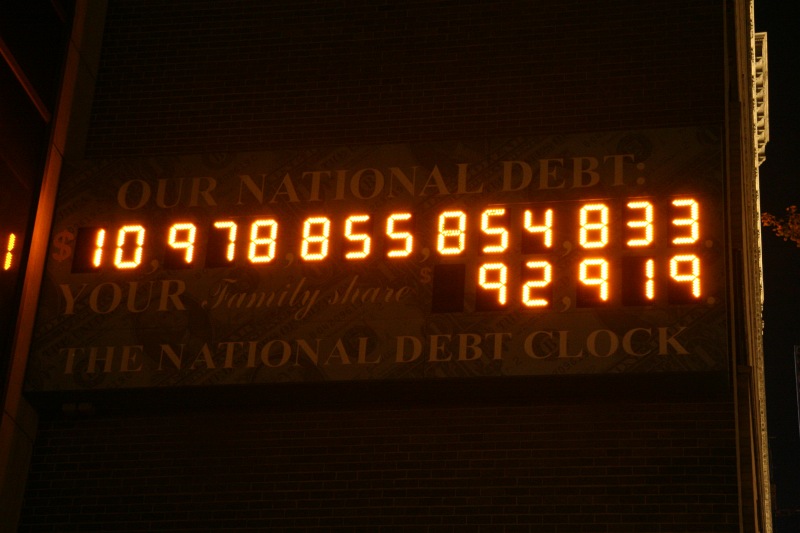 OUR NATIONAL DEBT:
$10,978,855,854,833.
YOUR Family share $92,919.
THE NATIONAL DEBT CLOCK